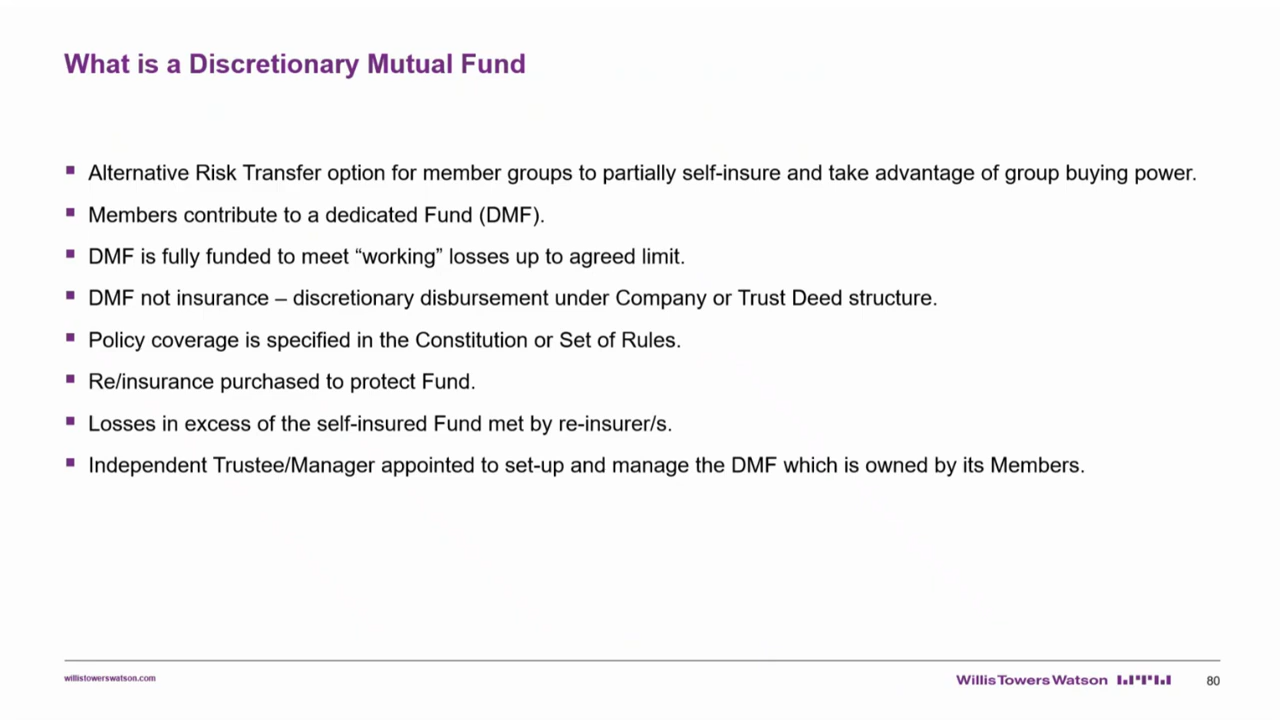 What is a Discretionary Mutual Fund
▪ Alternative Risk Transfer option for member groups to partially self-insure and take advantage of group buying power.
▪ Members contribute to a dedicated Fund (DMF).
▪ DMF is fully funded to meet “working” losses up to agreed limit.
▪ DMF not insurance – discretionary disbursement under Company or Trust Deed structure.
▪ Policy coverage is specified in the Constitution or Set of Rules.
▪ Re/insurance purchased to protect Fund.
▪ Losses in excess of the self-insured Fund met by re-insurer/s.
▪ Independent Trustee/Manager appointed to set-up and manage the DMF which is owned by its Members.
willistowerswatson.com
Willis Towers Watson
80